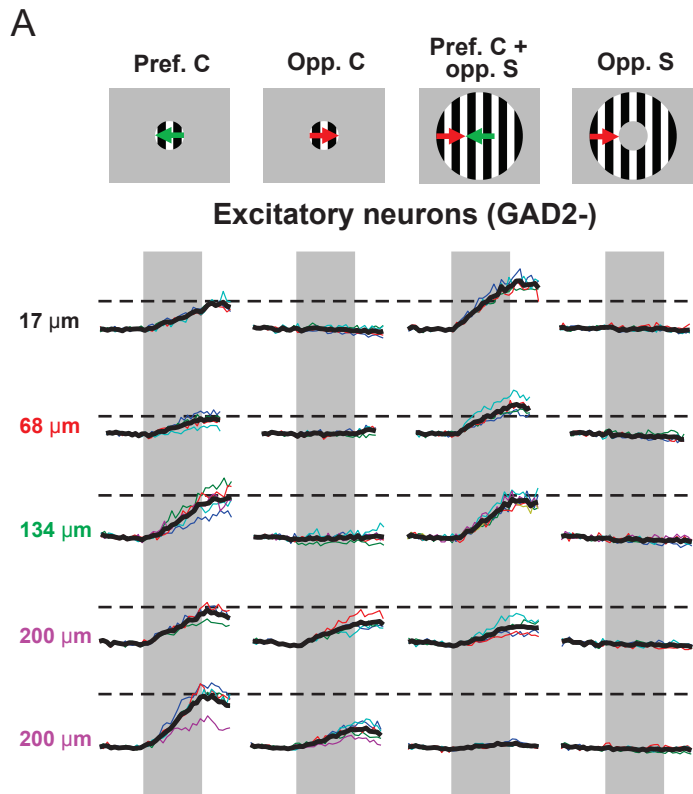 A
Pref. C
Opp. C
Pref. C +
opp. S
Opp. S
Excitatory neurons (GAD2-)
17 µm
68 µm
134 µm
200 µm
200 µm